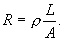 R = ρ L/A.